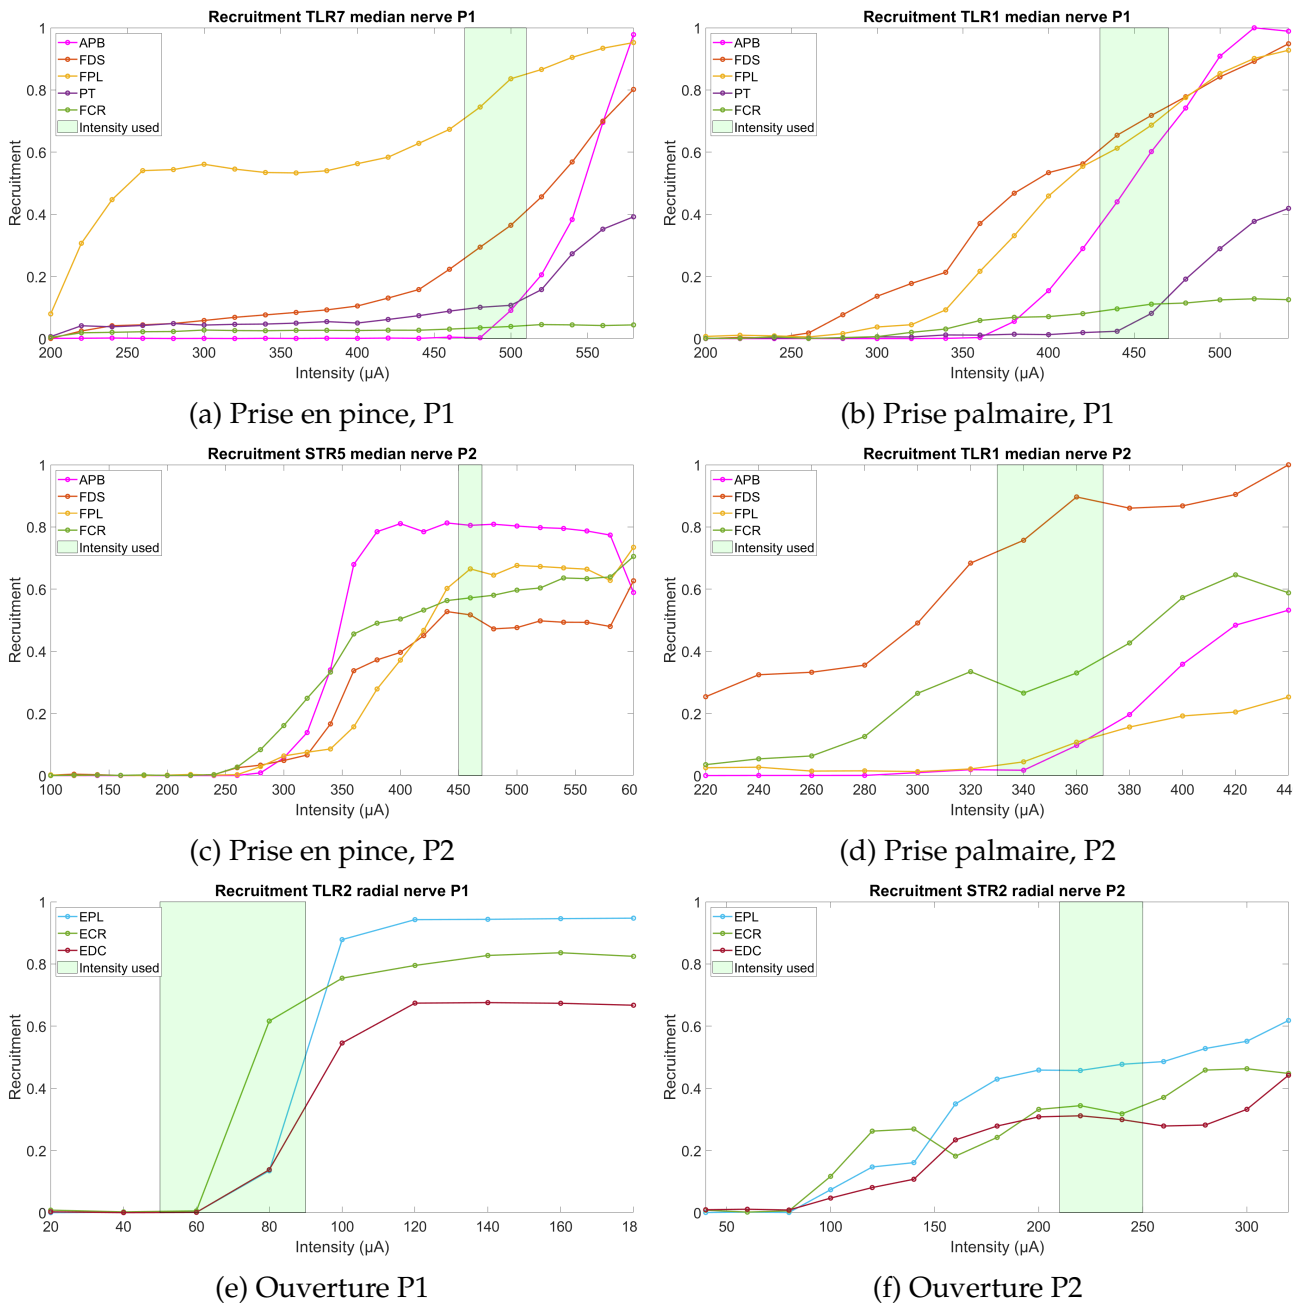 Recruitment TLR7 median nerve P1
1
0.8
0.6
0.4
0.2
0
Recruitment
APB
FDS
FPL
PT
FCR
Intensity used
200 250 300 350 400 450 500 550
Intensity (µA)
(a) Prise en pince, P1
Recruitment TLR1 median nerve P1
1
0.8
0.6
0.4
0.2
0
Recruitment
APB
FDS
FPL
PT
FCR
Intensity used
200 250 300 350 400 450 500
Intensity (µA)
(b) Prise palmaire, P1
Recruitment STR5 median nerve P2
1
0.8
0.6
0.4
0.2
0
Recruitment
APB
FDS
FPL
FCR
Intensity used
100 150 200 250 300 350 400 450 500 550 60
Intensity (µA)
(c) Prise en pince, P2
Recruitment TLR1 median nerve P2
1
0.8
0.6
0.4
0.2
0
Recruitment
APB
FDS
FPL
FCR
Intensity used
220 240 260 280 300 320 340 360 380 400 420 44
Intensity (µA)
(d) Prise palmaire, P2
Recruitment TLR2 radial nerve P1
1
0.8
0.6
0.4
0.2
0
Recruitment
EPL
ECR
EDC
Intensity used
20 40 60 80 100 120 140 160 18
Intensity (µA)
(e) Ouverture P1
Recruitment STR2 radial nerve P2
1
0.8
0.6
0.4
0.2
0
Recruitment
EPL
ECR
EDC
Intensity used
50 100 150 200 250 300
Intensity (µA)
(f) Ouverture P2